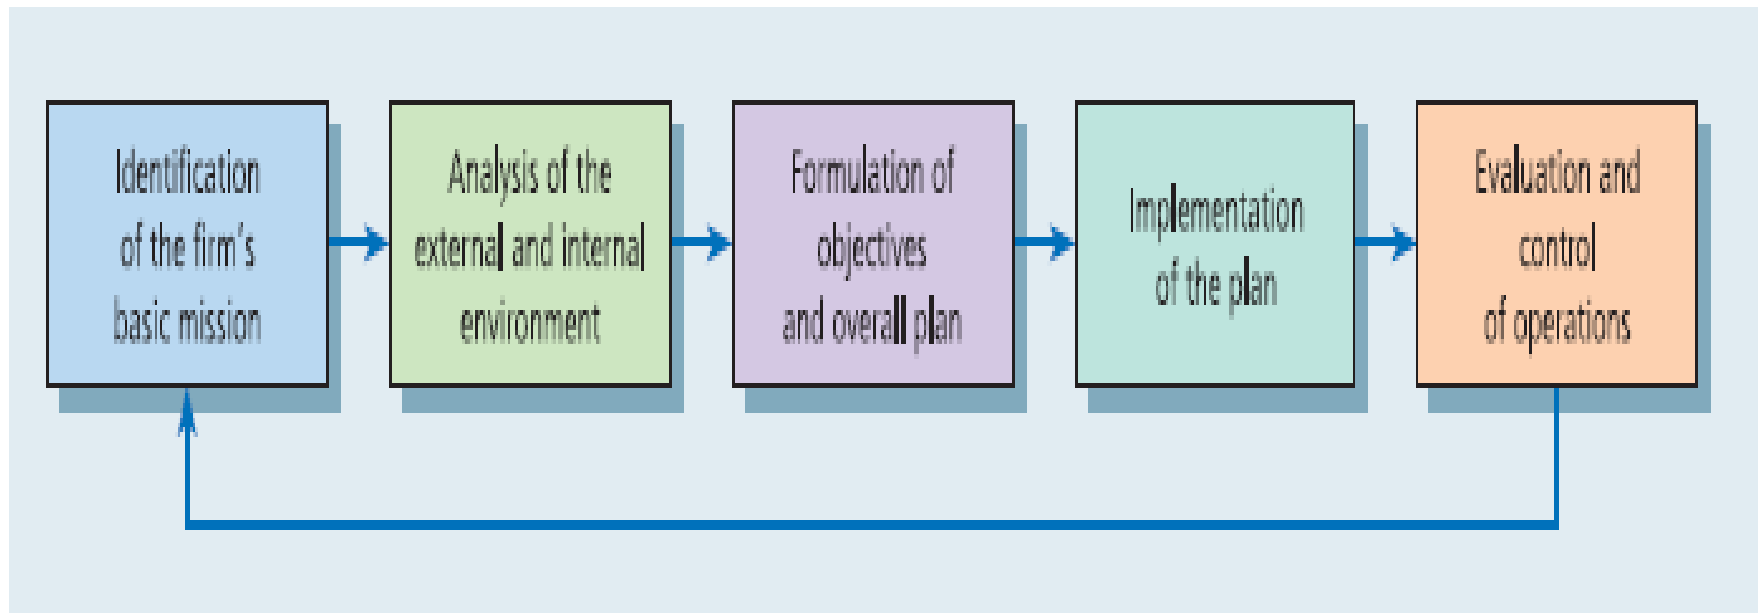 Identification
of the firm's
basic mission
Analysis of the
external and internal
environment
Formulation of
objectives
and overall plan
Implementation
of the plan
Evaluation and
control
of operations